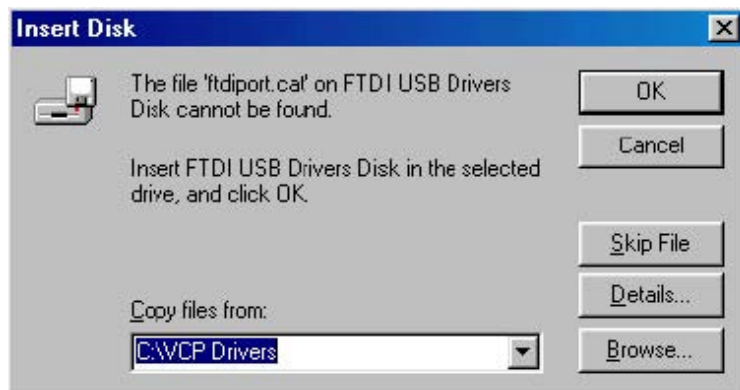 Insert Disk
The file 'ftdiport.cat' on FTDI USB Drivers
Disk cannot be found.
Insert FTDI USB Drivers Disk in the selected
drive, and click OK.
Copy files from:
C:\VCP Drivers
OK
Cancel
Skip File
Details...
Browse...